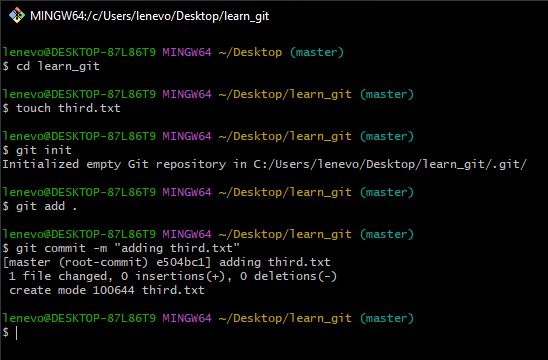 MINGW64:/c/Users/lenevo/Desktop/learn_git
lenevo@DESKTOP-87L86T9 MINGW64 ~/Desktop (master)
$ cd learn_git
lenevo@DESKTOP-87L86T9 MINGW64 ~/Desktop/learn_git (master)
$ touch third.txt
lenevo@DESKTOP-87L86T9 MINGW64 ~/Desktop/learn_git (master)
$ git init
Initialized empty Git repository in C:/Users/lenevo/Desktop/learn_git/.git/
lenevo@DESKTOP-87L86T9 MINGW64 ~/Desktop/learn_git (master)
$ git add .
lenevo@DESKTOP-87L86T9 MINGW64 ~/Desktop/learn_git (master)
$ git commit -m "adding third.txt"
[master (root-commit) e504bc1] adding third.txt
1 file changed, 0 insertions(+), 0 deletions(-)
create mode 100644 third.txt
lenevo@DESKTOP-87L86T9 MINGW64 ~/Desktop/learn_git (master)
$